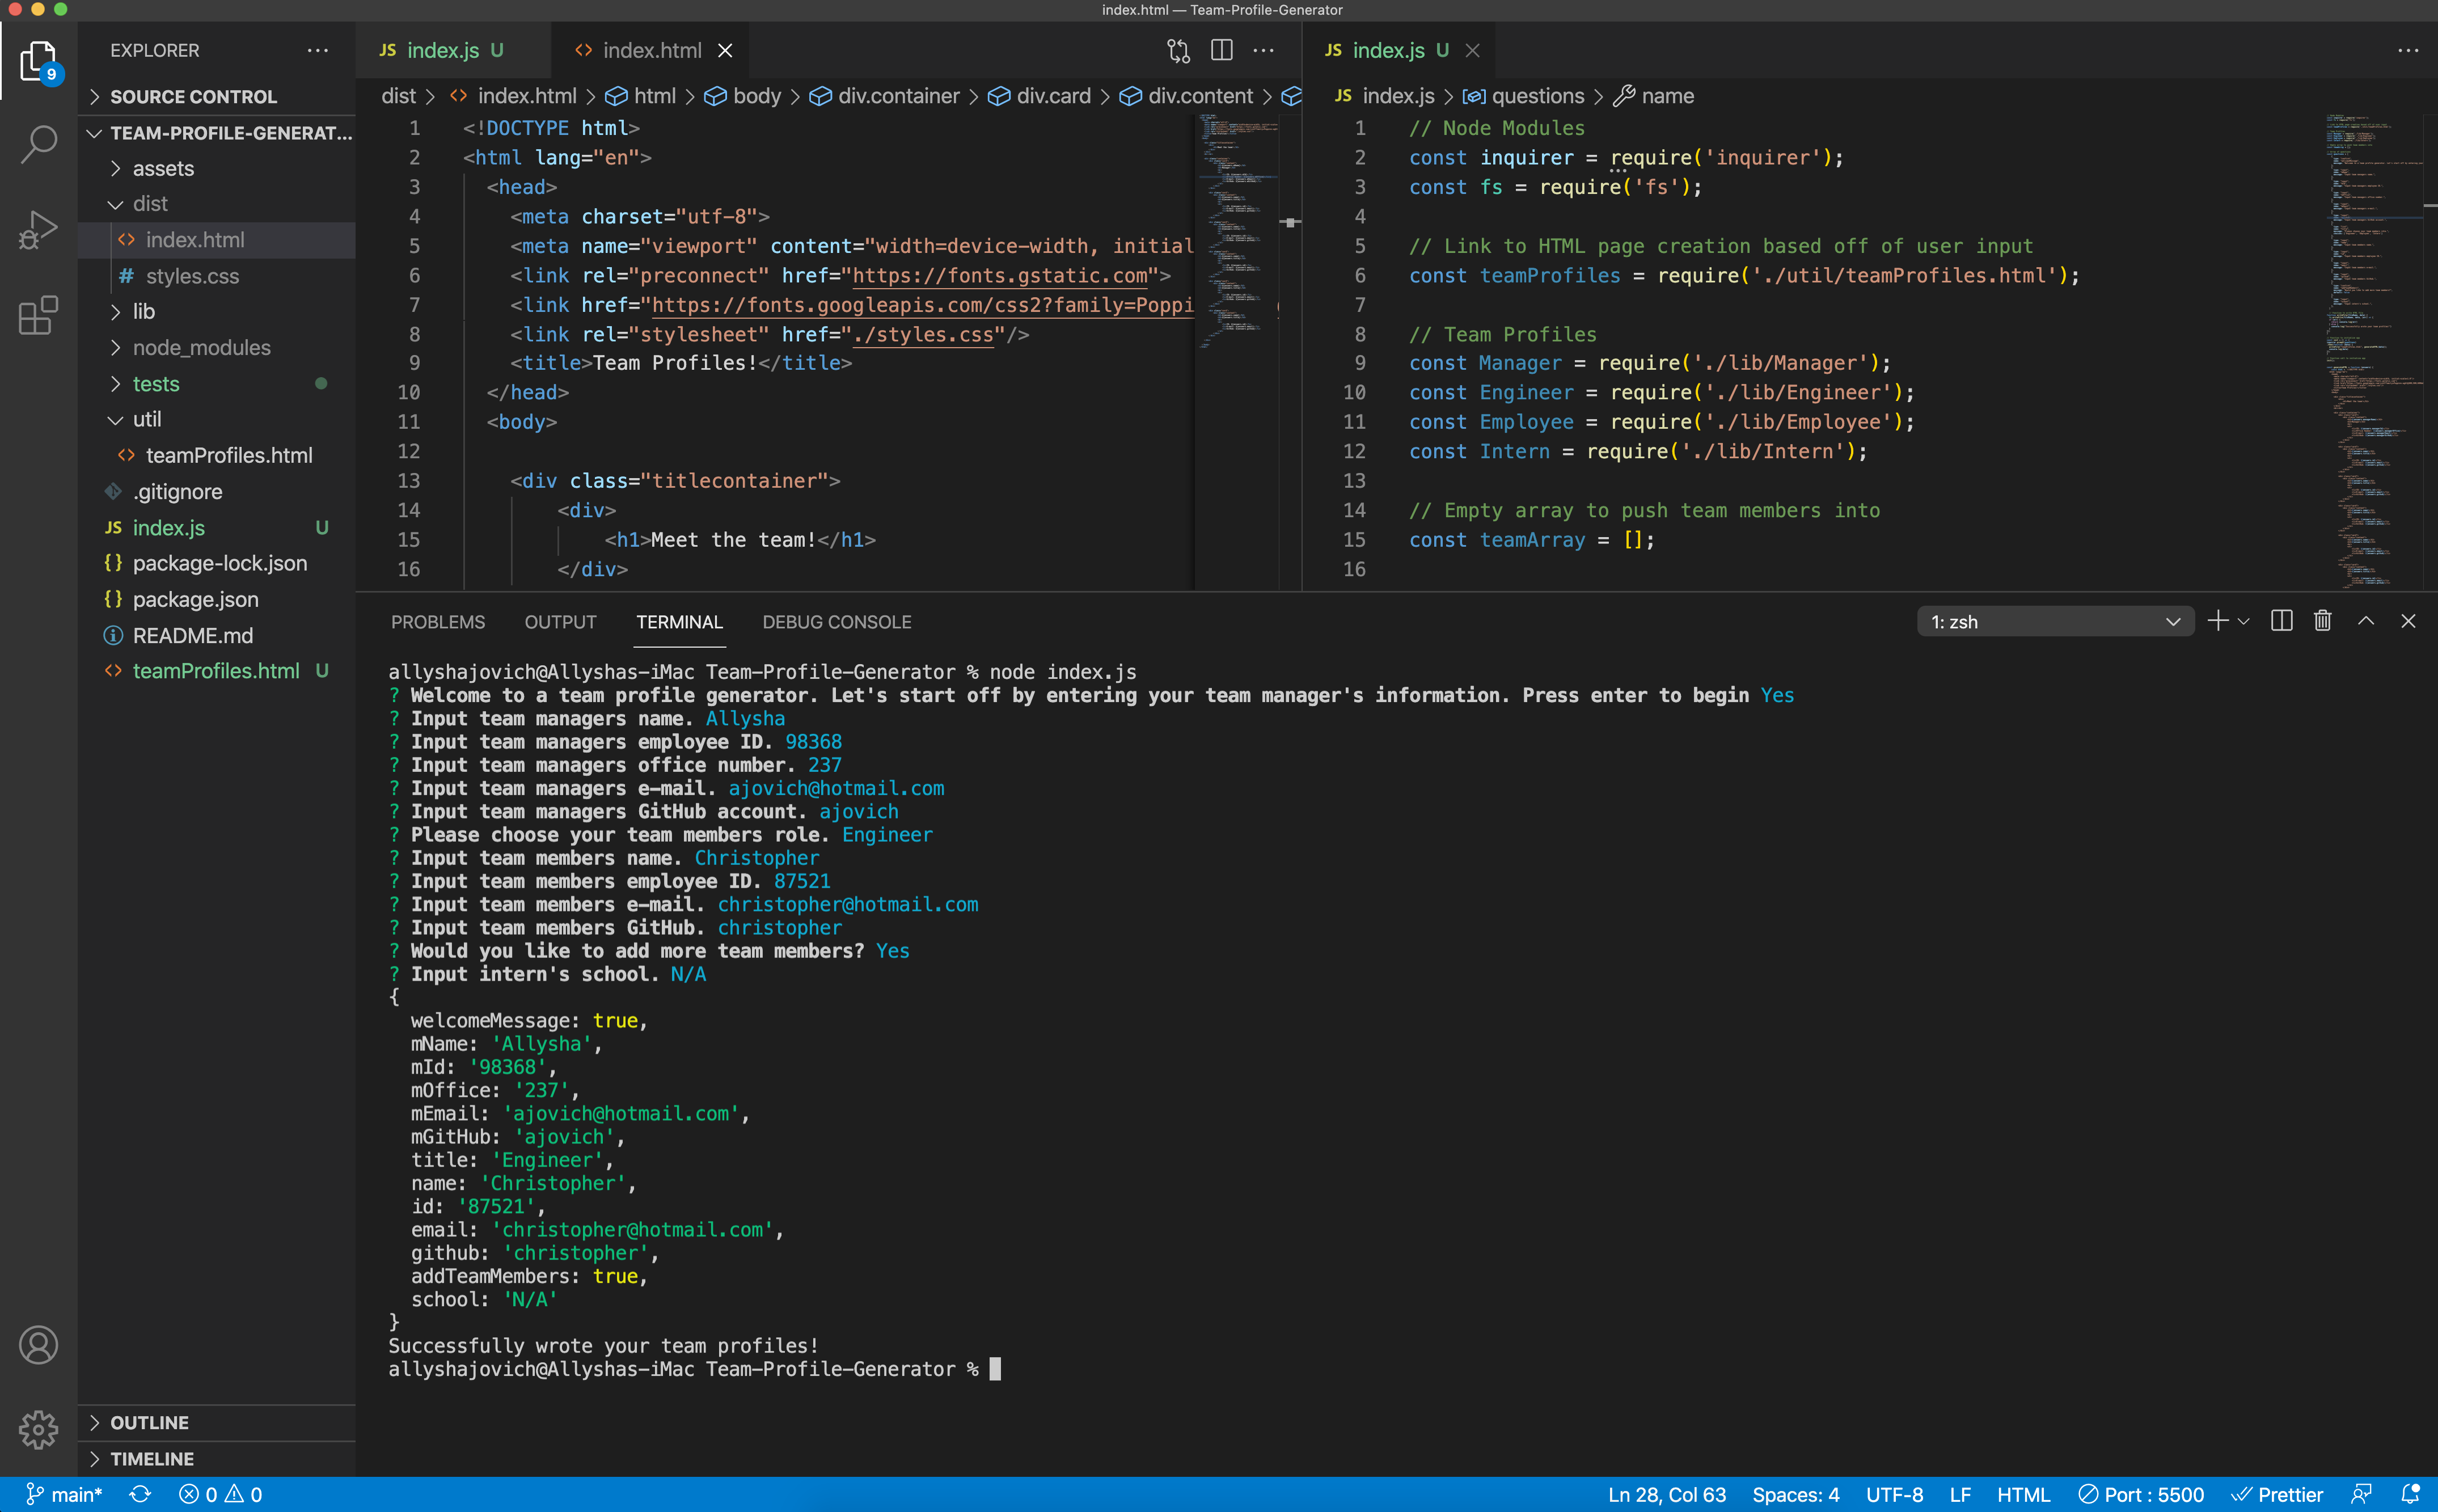 index.html — Team-Profile-Generator
9
EXPLORER
SOURCE CONTROL
TEAM-PROFILE-GENERAT...
assets
dist
index.html
styles.css
lib
node_modules
tests
util
teamProfiles.html
.gitignore
JS index.js U
{} package-lock.json
{} package.json
README.md
teamProfiles.html U
OUTLINE
TIMELINE
JS index.js U
index.html
dist > index.html > html > body > div.container > div.card > div.content >
1 <!DOCTYPE html>
2 <html lang="en">
3 <head>
4 <meta charset="utf-8">
5 <meta name="viewport" content="width=device-width, initial
6 <link rel="preconnect" href="https://fonts.gstatic.com">
7 <link href="https://fonts.googleapis.com/css2?family=Poppi
8 <link rel="stylesheet" href="./styles.css"/>
9 <title>Team Profiles!</title>
10 </head>
11 <body>
12
13 <div class="titlecontainer">
14 <div>
15 <h1>Meet the team!</h1>
16 </div>
JS index.js U
JS index.js > questions > name
1 // Node Modules
2 const inquirer = require('inquirer');
3 const fs = require('fs');
4
5 // Link to HTML page creation based off of user input
6 const teamProfiles = require('./util/teamProfiles.html');
7
8 // Team Profiles
9 const Manager = require('./lib/Manager');
10 const Engineer = require('./lib/Engineer');
11 const Employee = require('./lib/Employee');
12 const Intern = require('./lib/Intern');
13
14 // Empty array to push team members into
15 const teamArray = [];
16
PROBLEMS OUTPUT TERMINAL DEBUG CONSOLE
1: zsh
allyshajovich@Allyshas-iMac Team-Profile-Generator % node index.js
? Welcome to a team profile generator. Let's start off by entering your team manager's information. Press enter to begin Yes
? Input team managers name. Allysha
? Input team managers employee ID. 98368
? Input team managers office number. 237
? Input team managers e-mail. ajovich@hotmail.com
? Input team managers GitHub account. ajovich
? Please choose your team members role. Engineer
? Input team members name. Christopher
? Input team members employee ID. 87521
? Input team members e-mail. christopher@hotmail.com
? Input team members GitHub. christopher
? Would you like to add more team members? Yes
? Input intern's school. N/A
{
welcomeMessage: true,
mName: 'Allysha',
mId: '98368',
mOffice: '237',
mEmail: 'ajovich@hotmail.com',
mGitHub: 'ajovich',
title: 'Engineer',
name: 'Christopher',
id: '87521',
email: 'christopher@hotmail.com',
github: 'christopher',
addTeamMembers: true,
school: 'N/A'
}
Successfully wrote your team profiles!
allyshajovich@Allyshas-iMac Team-Profile-Generator %
main* 0 0 Ln 28, Col 63 Spaces: 4 UTF-8 LF HTML Port : 5500 Prettier